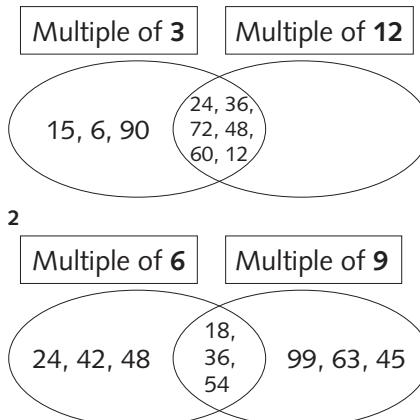 Multiple of 3 Multiple of 12
15, 6, 90
24, 36,
72, 48,
60, 12
2
Multiple of 6 Multiple of 9
24, 42, 48
18,
36,
54
99, 63, 45